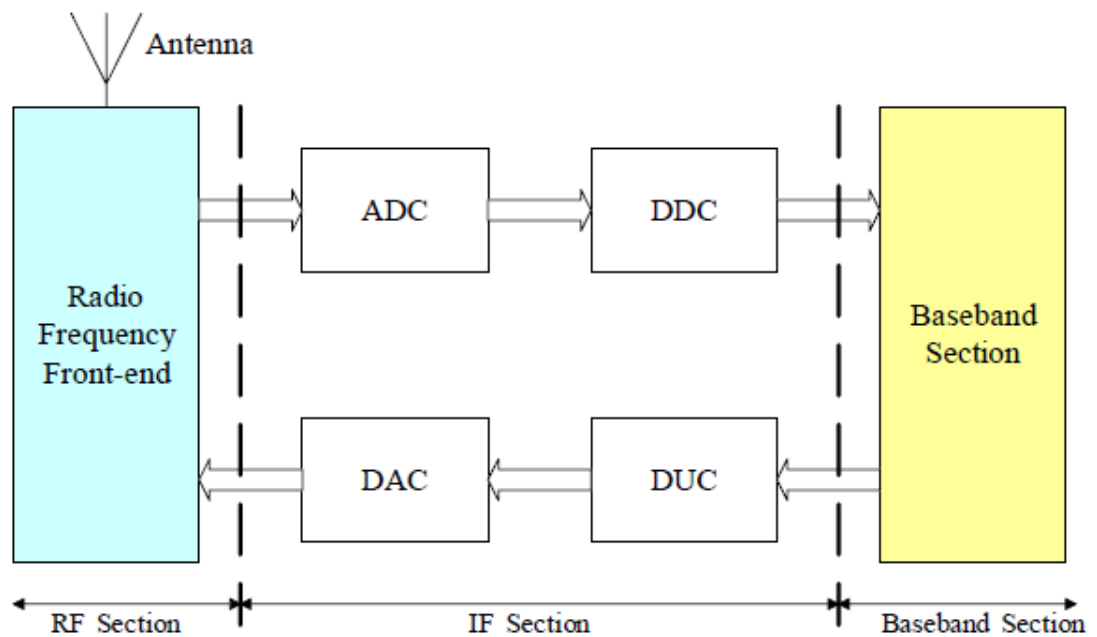 Antenna
ADC
DDC
Radio
Frequency
Front-end
Baseband
Section
DAC
DUC
RF Section
IF Section
Baseband Section